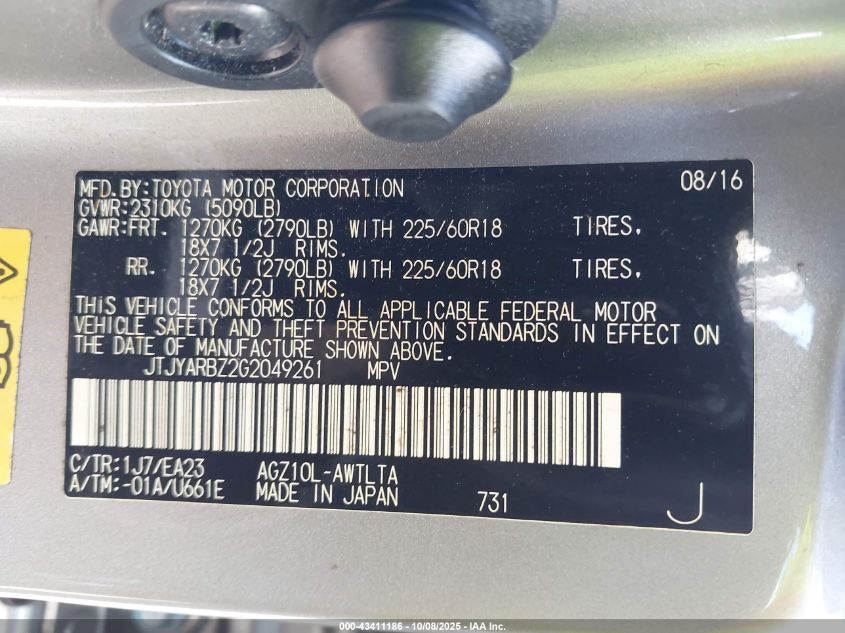 MFD.BY:TOYOTA MOTOR CORPORATION 08/16
GVWR:2310KG (5090LB)
GAWR:FRT. 1270KG (2790LB) WITH 225/60R18 TIRES,
18X7 1/2J RIMS.
RR. 1270KG (2790LB) WITH 225/60R18 TIRES,
18X7 1/2J RIMS.
THIS VEHICLE CONFORMS TO ALL APPLICABLE FEDERAL MOTOR
VEHICLE SAFETY AND THEFT PREVENTION STANDARDS IN EFFECT ON
THE DATE OF MANUFACTURE SHOWN ABOVE.
JTJYARBZ2G2049261 MPV
C/TR:1J7/EA23 AGZ10L-AWTLTA
A/TM:-01A/U661E MADE IN JAPAN 731 J
000-43411186 - 10/08/2025 - IAA Inc.